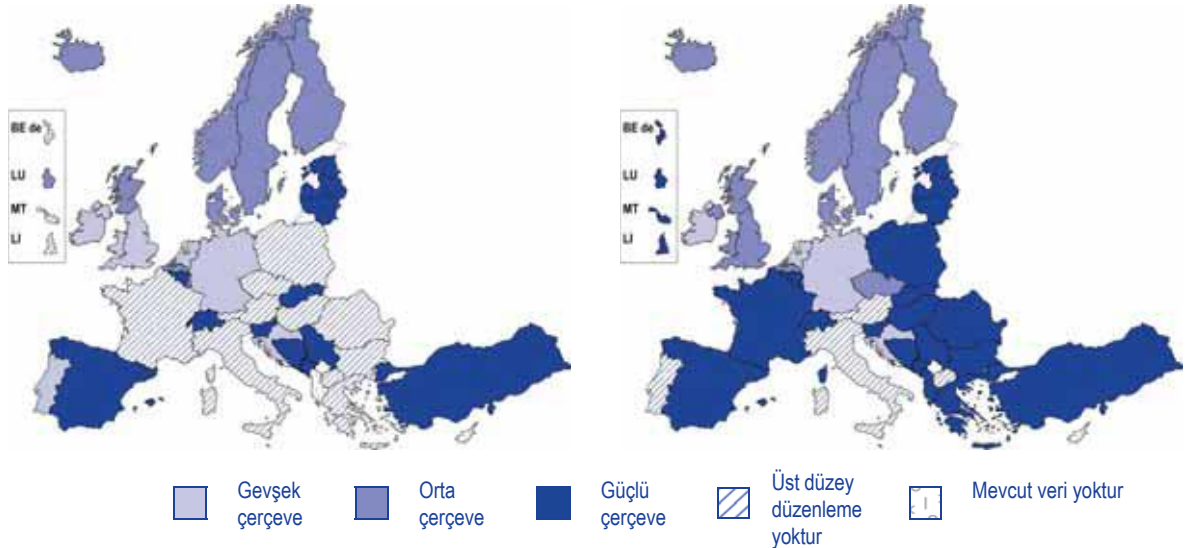 BE de
LU
MT
LI
BE de
LU
MT
LI
Gevşek
çerçeve
Orta
çerçeve
Güçlü
çerçeve
Üst düzey
düzenleme
yoktur
Mevcut veri yoktur